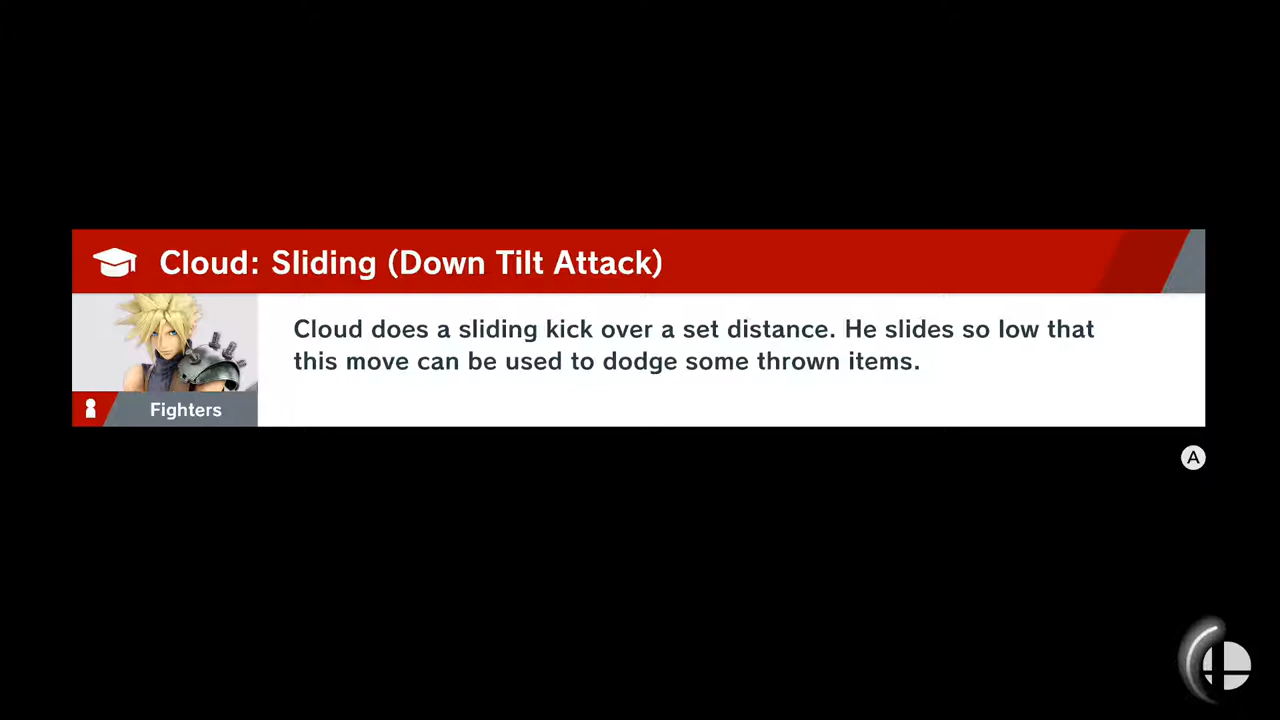 Cloud: Sliding (Down Tilt Attack)
Cloud does a sliding kick over a set distance. He slides so low that
this move can be used to dodge some thrown items.
Fighters
A